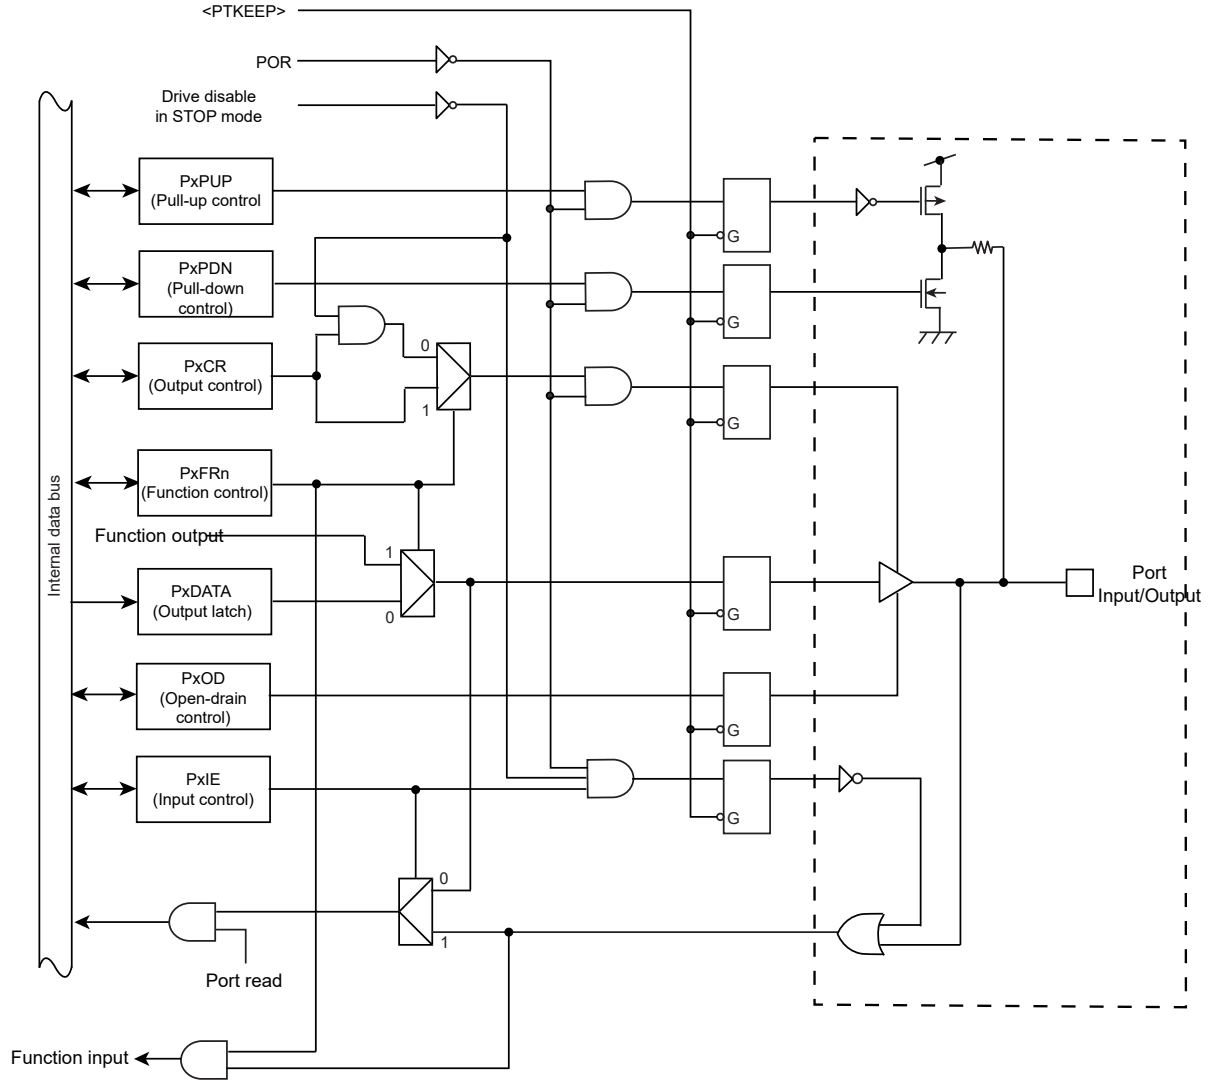 <PTKEEP>
POR
Drive disable
in STOP mode
PxPUP
(Pull-up control
G
PxPDN
(Pull-down
control)
G
PxCR
(Output control)
0
1
G
PxFRn
(Function control)
Internal data bus
Function output
1
0
PxDATA
(Output latch)
G
Port
Input/Output
PxOD
(Open-drain
control)
G
PxIE
(Input control)
G
0
1
Port read
Function input